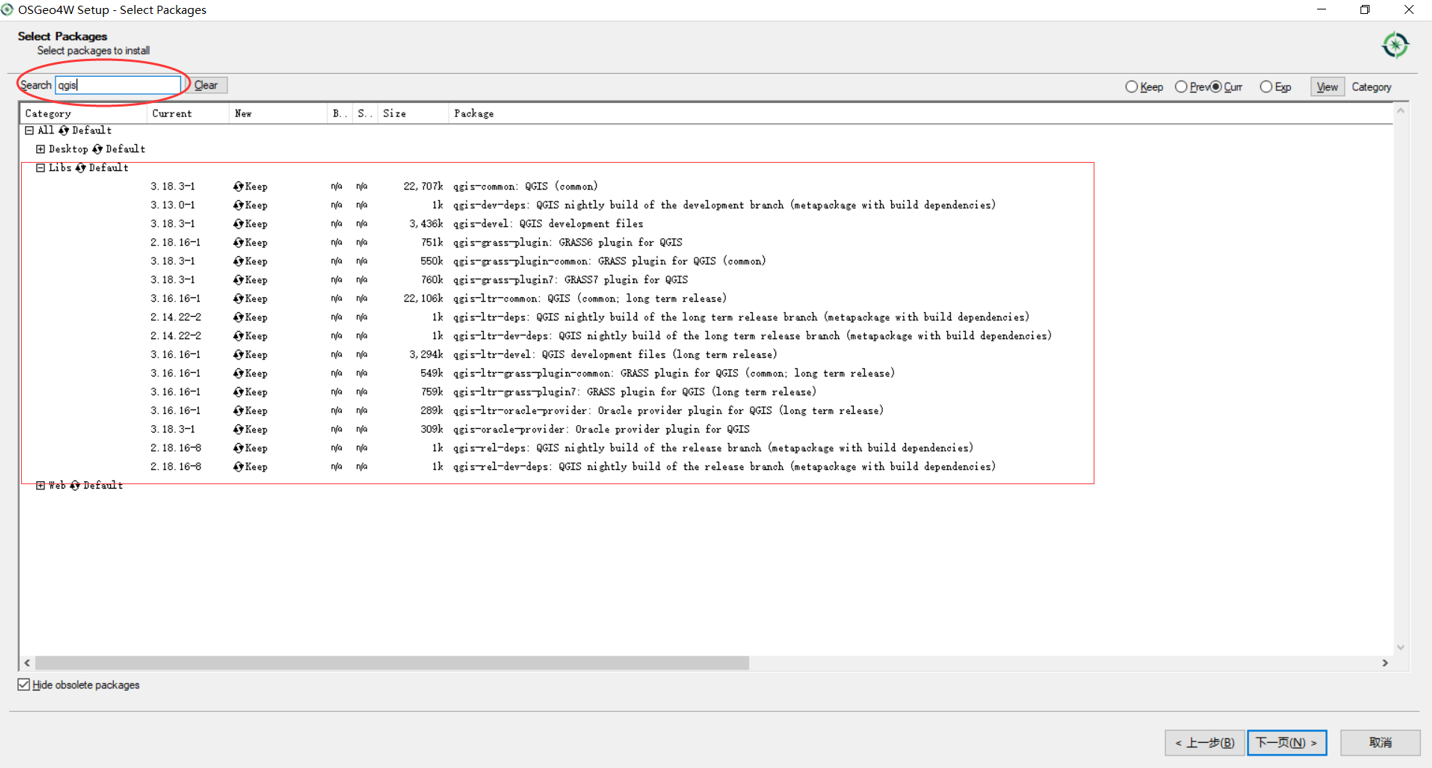 OSGeo4W Setup - Select Packages
Select Packages
Select packages to install
Search qgis Clear Keep Prev Curr Exp View Category
Category Current New B.. S.. Size Package
All Default
Desktop Default
Libs Default
3.18.3-1 Keep n/a n/a 22,707k qgis-common: QGIS (common)
3.13.0-1 Keep n/a n/a 1k qgis-dev-deps: QGIS nightly build of the development branch (metapackage with build dependencies)
3.18.3-1 Keep n/a n/a 3,436k qgis-devel: QGIS development files
2.18.16-1 Keep n/a n/a 751k qgis-grass-plugin: GRASS6 plugin for QGIS
3.18.3-1 Keep n/a n/a 550k qgis-grass-plugin-common: GRASS plugin for QGIS (common)
3.18.3-1 Keep n/a n/a 760k qgis-grass-plugin7: GRASS7 plugin for QGIS
3.16.16-1 Keep n/a n/a 22,106k qgis-ltr-common: QGIS (common; long term release)
2.14.22-2 Keep n/a n/a 1k qgis-ltr-deps: QGIS nightly build of the long term release branch (metapackage with build dependencies)
2.14.22-2 Keep n/a n/a 1k qgis-ltr-dev-deps: QGIS nightly build of the long term release branch (metapackage with build dependencies)
3.16.16-1 Keep n/a n/a 3,294k qgis-ltr-devel: QGIS development files (long term release)
3.16.16-1 Keep n/a n/a 549k qgis-ltr-grass-plugin-common: GRASS plugin for QGIS (common; long term release)
3.16.16-1 Keep n/a n/a 759k qgis-ltr-grass-plugin7: GRASS plugin for QGIS (long term release)
3.16.16-1 Keep n/a n/a 289k qgis-ltr-oracle-provider: Oracle provider plugin for QGIS (long term release)
3.18.3-1 Keep n/a n/a 309k qgis-oracle-provider: Oracle provider plugin for QGIS
2.18.16-8 Keep n/a n/a 1k qgis-rel-deps: QGIS nightly build of the release branch (metapackage with build dependencies)
2.18.16-8 Keep n/a n/a 1k qgis-rel-dev-deps: QGIS nightly build of the release branch (metapackage with build dependencies)
Web Default
Hide obsolete packages
< 上一步(B) 下一页(N) > 取消